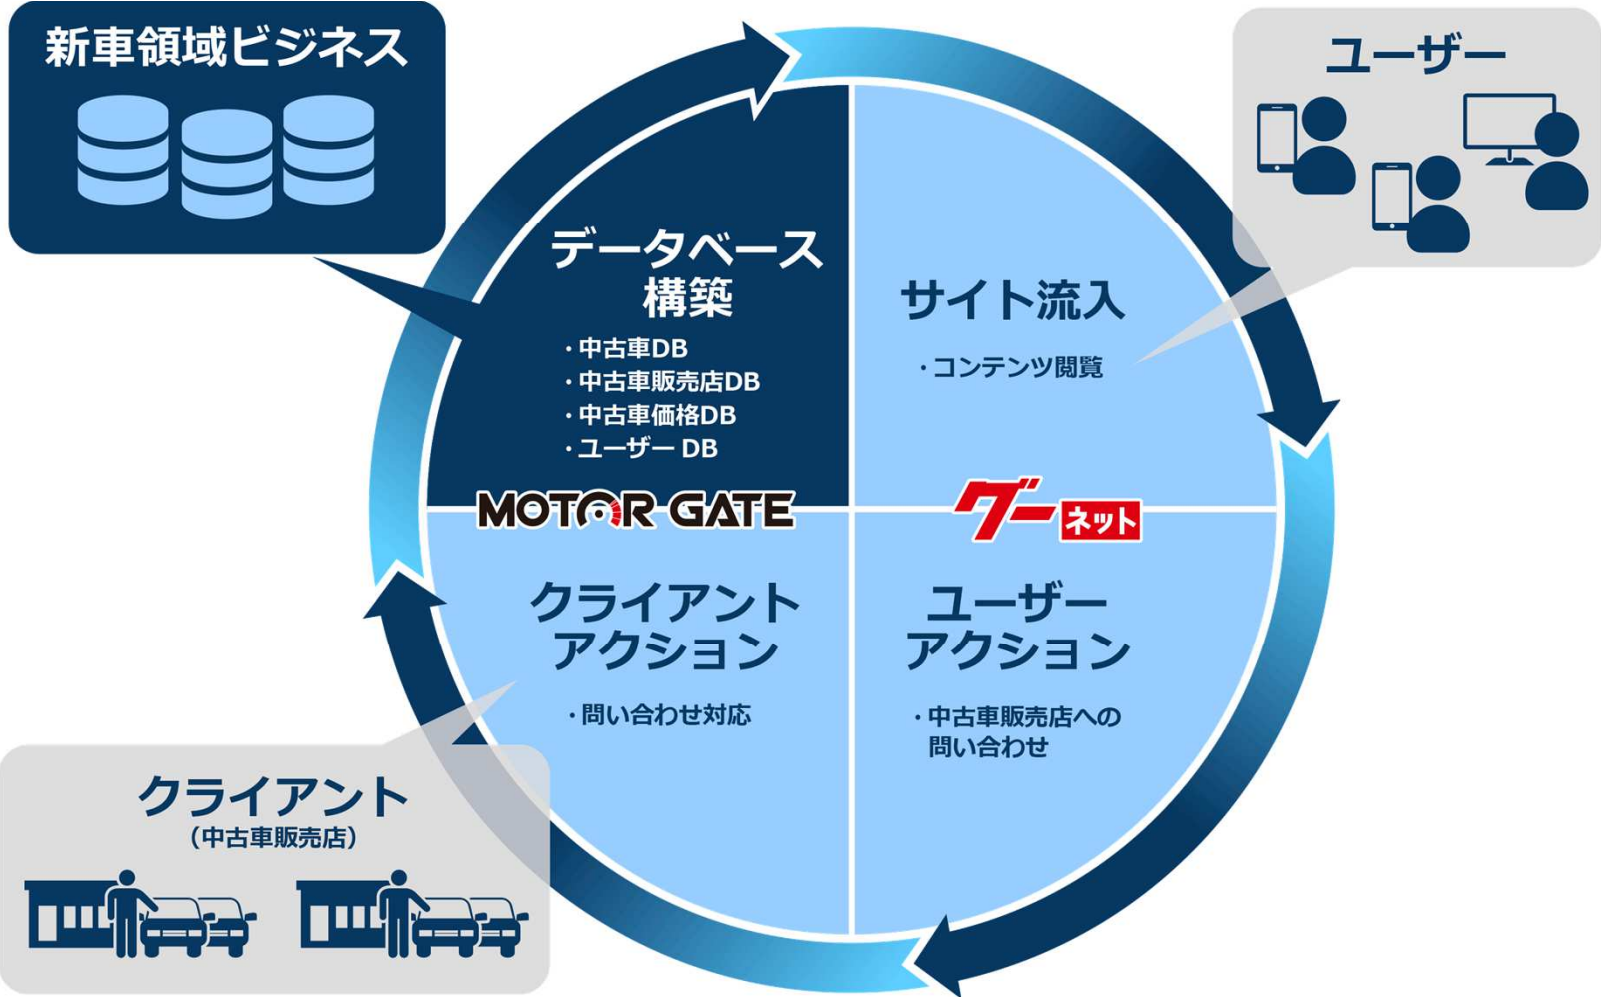 新車領域ビジネス
ユーザー
データベース
構築
・中古車DB
・中古車販売店DB
・中古車価格DB
・ユーザー DB
サイト流入
・コンテンツ閲覧
MOTOR GATE
グーネット
クライアント
アクション
・問い合わせ対応
ユーザー
アクション
・中古車販売店への
問い合わせ
クライアント
(中古車販売店)